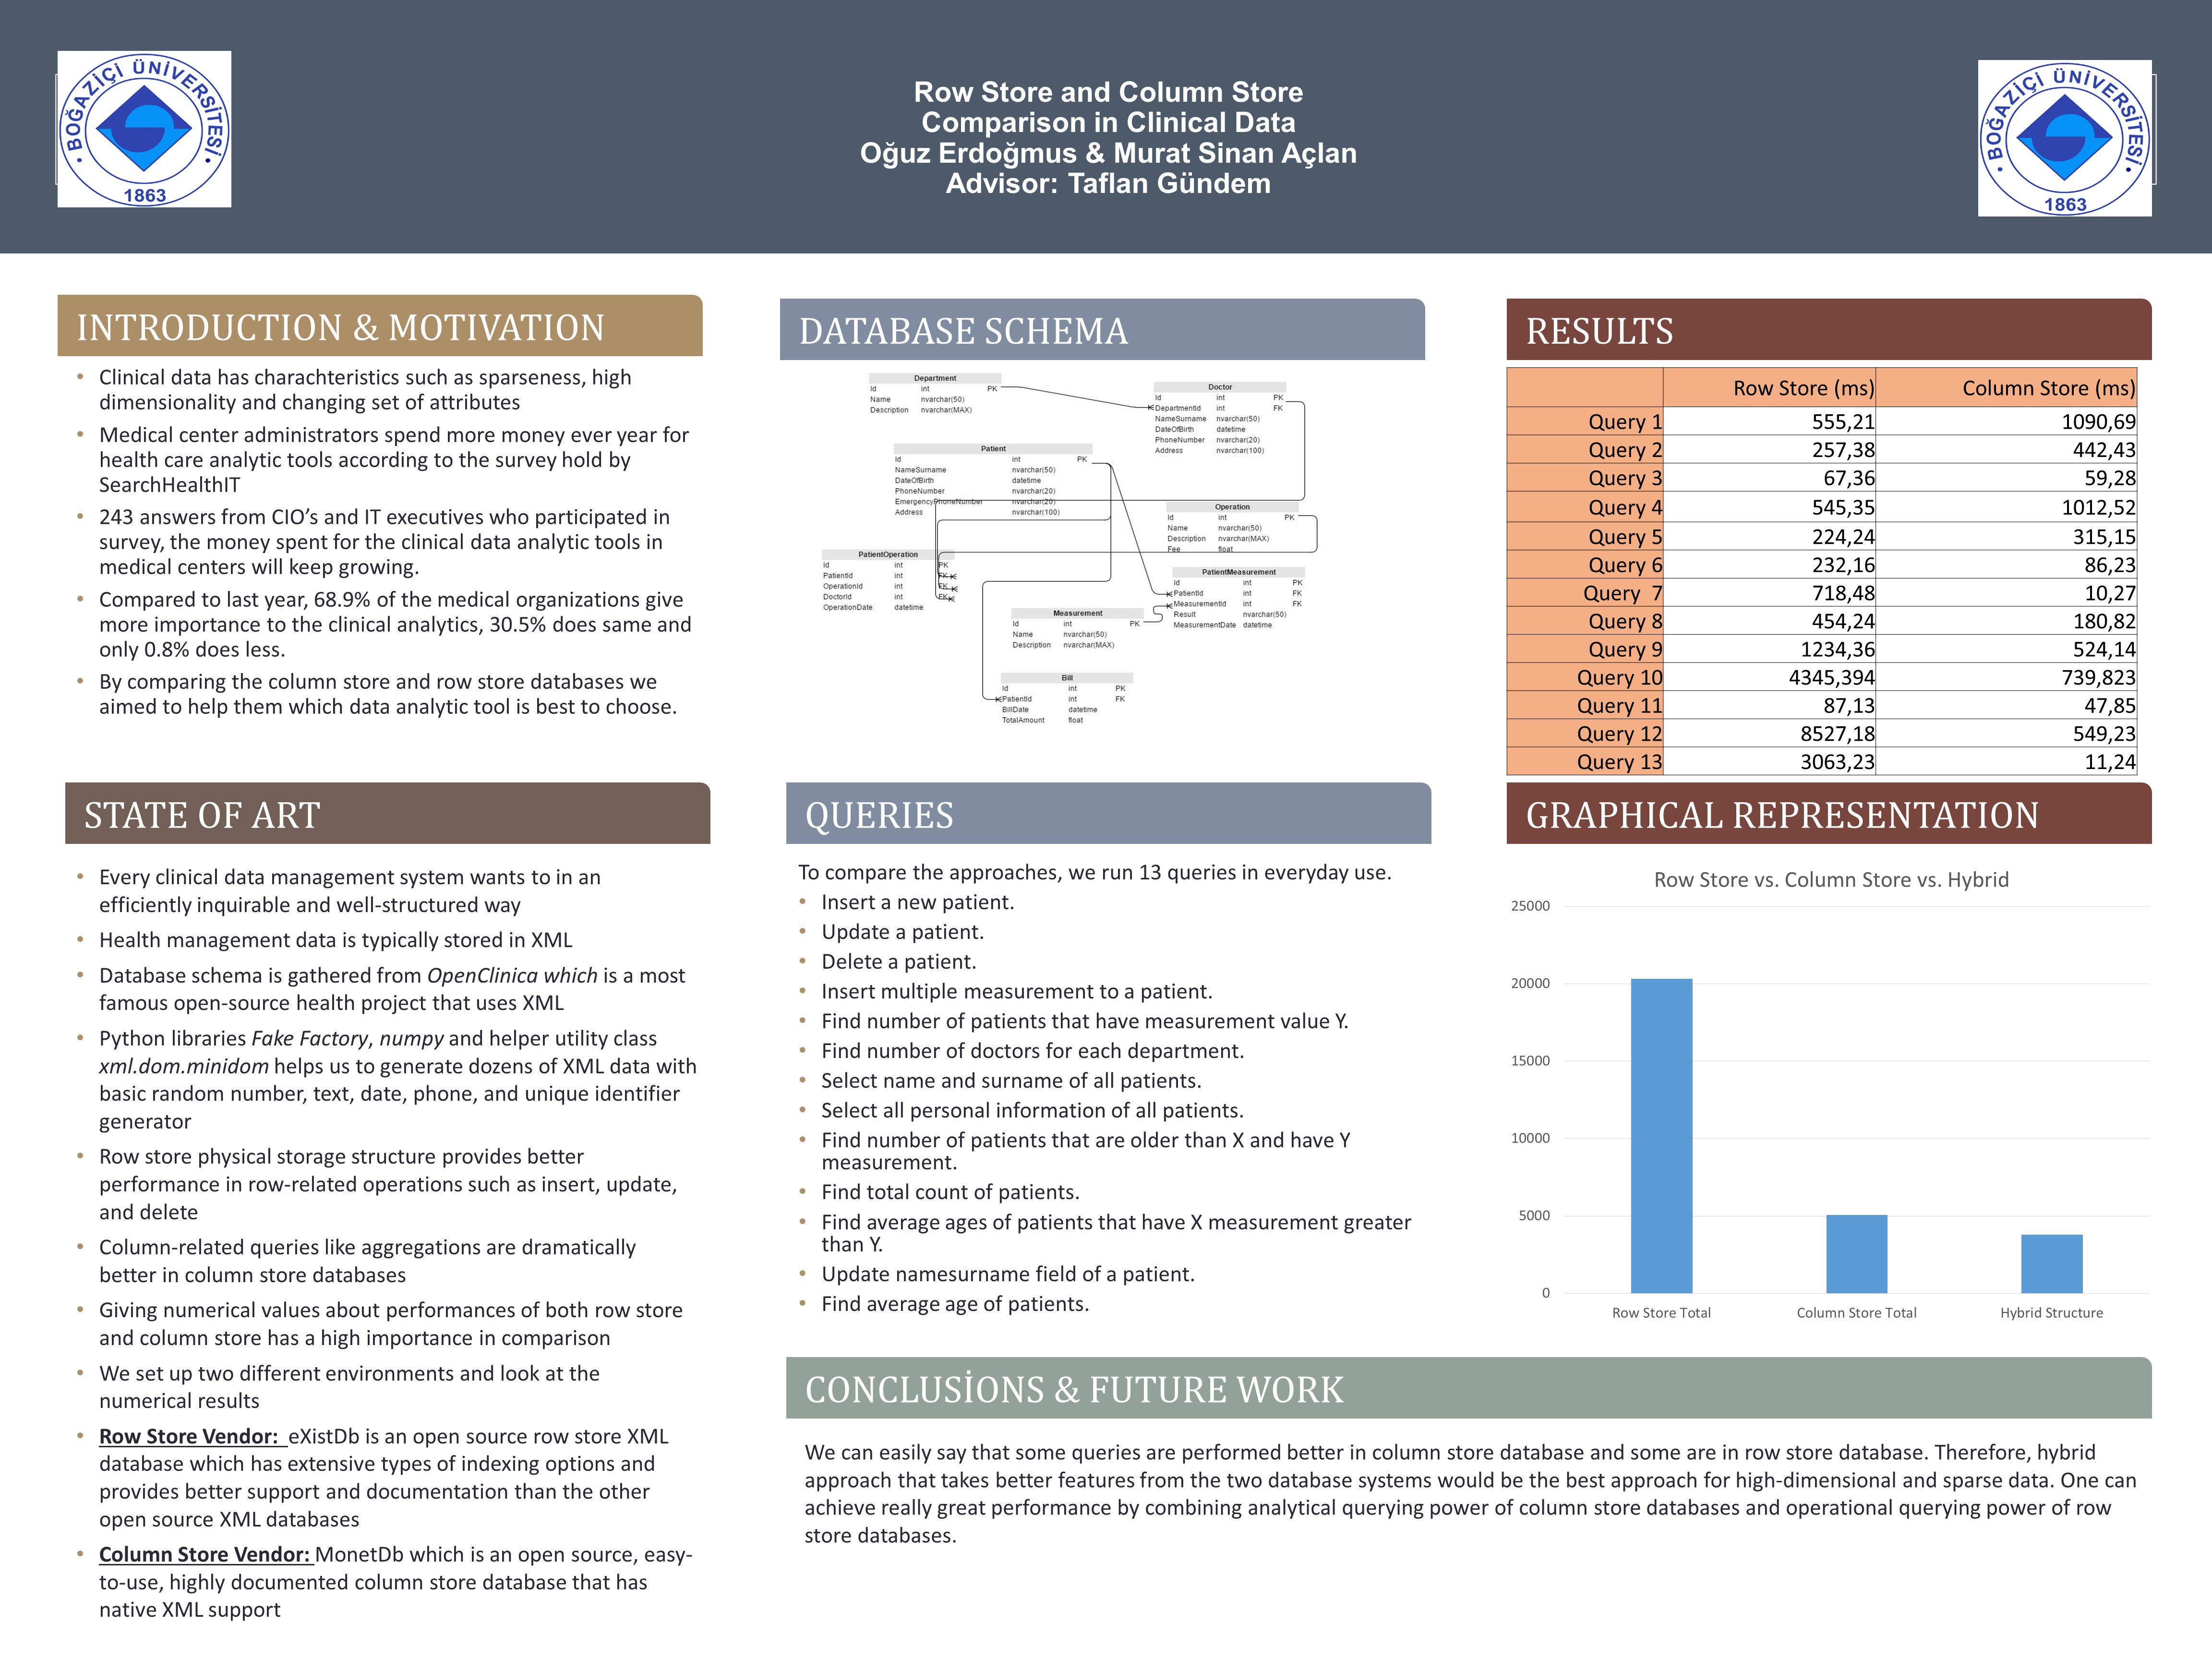 BOĞAZİÇİ ÜNİVERSİTESİ
1863
Row Store and Column Store
Comparison in Clinical Data
Oğuz Erdoğmus & Murat Sinan Açlan
Advisor: Taflan Gündem
BOĞAZİÇİ ÜNİVERSİTESİ
1863
INTRODUCTION & MOTIVATION
• Clinical data has charachteristics such as sparseness, high
dimensionality and changing set of attributes
• Medical center administrators spend more money ever year for
health care analytic tools according to the survey hold by
SearchHealthIT
• 243 answers from CIO’s and IT executives who participated in
survey, the money spent for the clinical data analytic tools in
medical centers will keep growing.
• Compared to last year, 68.9% of the medical organizations give
more importance to the clinical analytics, 30.5% does same and
only 0.8% does less.
• By comparing the column store and row store databases we
aimed to help them which data analytic tool is best to choose.
STATE OF ART
• Every clinical data management system wants to in an
efficiently inquirable and well-structured way
• Health management data is typically stored in XML
• Database schema is gathered from OpenClinica which is a most
famous open-source health project that uses XML
• Python libraries Fake Factory, numpy and helper utility class
xml.dom.minidom helps us to generate dozens of XML data with
basic random number, text, date, phone, and unique identifier
generator
• Row store physical storage structure provides better
performance in row-related operations such as insert, update,
and delete
• Column-related queries like aggregations are dramatically
better in column store databases
• Giving numerical values about performances of both row store
and column store has a high importance in comparison
• We set up two different environments and look at the
numerical results
• Row Store Vendor: eXistDb is an open source row store XML
database which has extensive types of indexing options and
provides better support and documentation than the other
open source XML databases
• Column Store Vendor: MonetDb which is an open source, easy-
to-use, highly documented column store database that has
native XML support
DATABASE SCHEMA
Department
Id int PK
Name nvarchar(50)
Description nvarchar(MAX)
Doctor
Id int PK
DepartmentId int FK
NameSurname nvarchar(50)
DateOfBirth datetime
PhoneNumber nvarchar(20)
Address nvarchar(100)
Patient
Id int PK
NameSurname nvarchar(50)
DateOfBirth datetime
PhoneNumber nvarchar(20)
EmergencyPhoneNumber nvarchar(20)
Address nvarchar(100)
Operation
Id int PK
Name nvarchar(50)
Description nvarchar(MAX)
Fee float
PatientOperation
Id int PK
PatientId int FK
OperationId int FK
DoctorId int FK
OperationDate datetime
PatientMeasurement
Id int PK
PatientId int FK
MeasurementId int FK
Result nvarchar(50)
MeasurementDate datetime
Measurement
Id int PK
Name nvarchar(50)
Description nvarchar(MAX)
Bill
Id int PK
PatientId int FK
BillDate datetime
TotalAmount float
QUERIES
To compare the approaches, we run 13 queries in everyday use.
• Insert a new patient.
• Update a patient.
• Delete a patient.
• Insert multiple measurement to a patient.
• Find number of patients that have measurement value Y.
• Find number of doctors for each department.
• Select name and surname of all patients.
• Select all personal information of all patients.
• Find number of patients that are older than X and have Y
measurement.
• Find total count of patients.
• Find average ages of patients that have X measurement greater
than Y.
• Update namesurname field of a patient.
• Find average age of patients.
RESULTS
Row Store (ms) Column Store (ms)
Query 1 555,21 1090,69
Query 2 257,38 442,43
Query 3 67,36 59,28
Query 4 545,35 1012,52
Query 5 224,24 315,15
Query 6 232,16 86,23
Query 7 718,48 10,27
Query 8 454,24 180,82
Query 9 1234,36 524,14
Query 10 4345,394 739,823
Query 11 87,13 47,85
Query 12 8527,18 549,23
Query 13 3063,23 11,24
GRAPHICAL REPRESENTATION
Row Store vs. Column Store vs. Hybrid
25000
20000
15000
10000
5000
0
Row Store Total Column Store Total Hybrid Structure
CONCLUSİONS & FUTURE WORK
We can easily say that some queries are performed better in column store database and some are in row store database. Therefore, hybrid
approach that takes better features from the two database systems would be the best approach for high-dimensional and sparse data. One can
achieve really great performance by combining analytical querying power of column store databases and operational querying power of row
store databases.